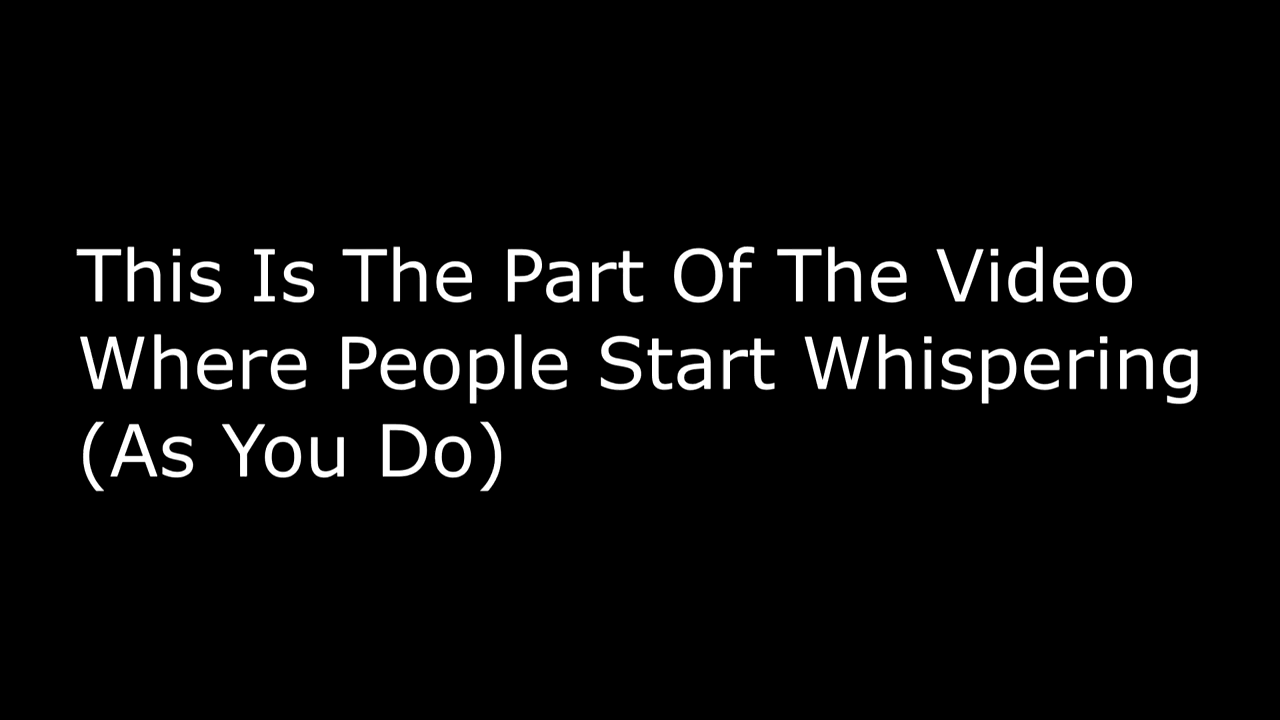 This Is The Part Of The Video
Where People Start Whispering
(As You Do)